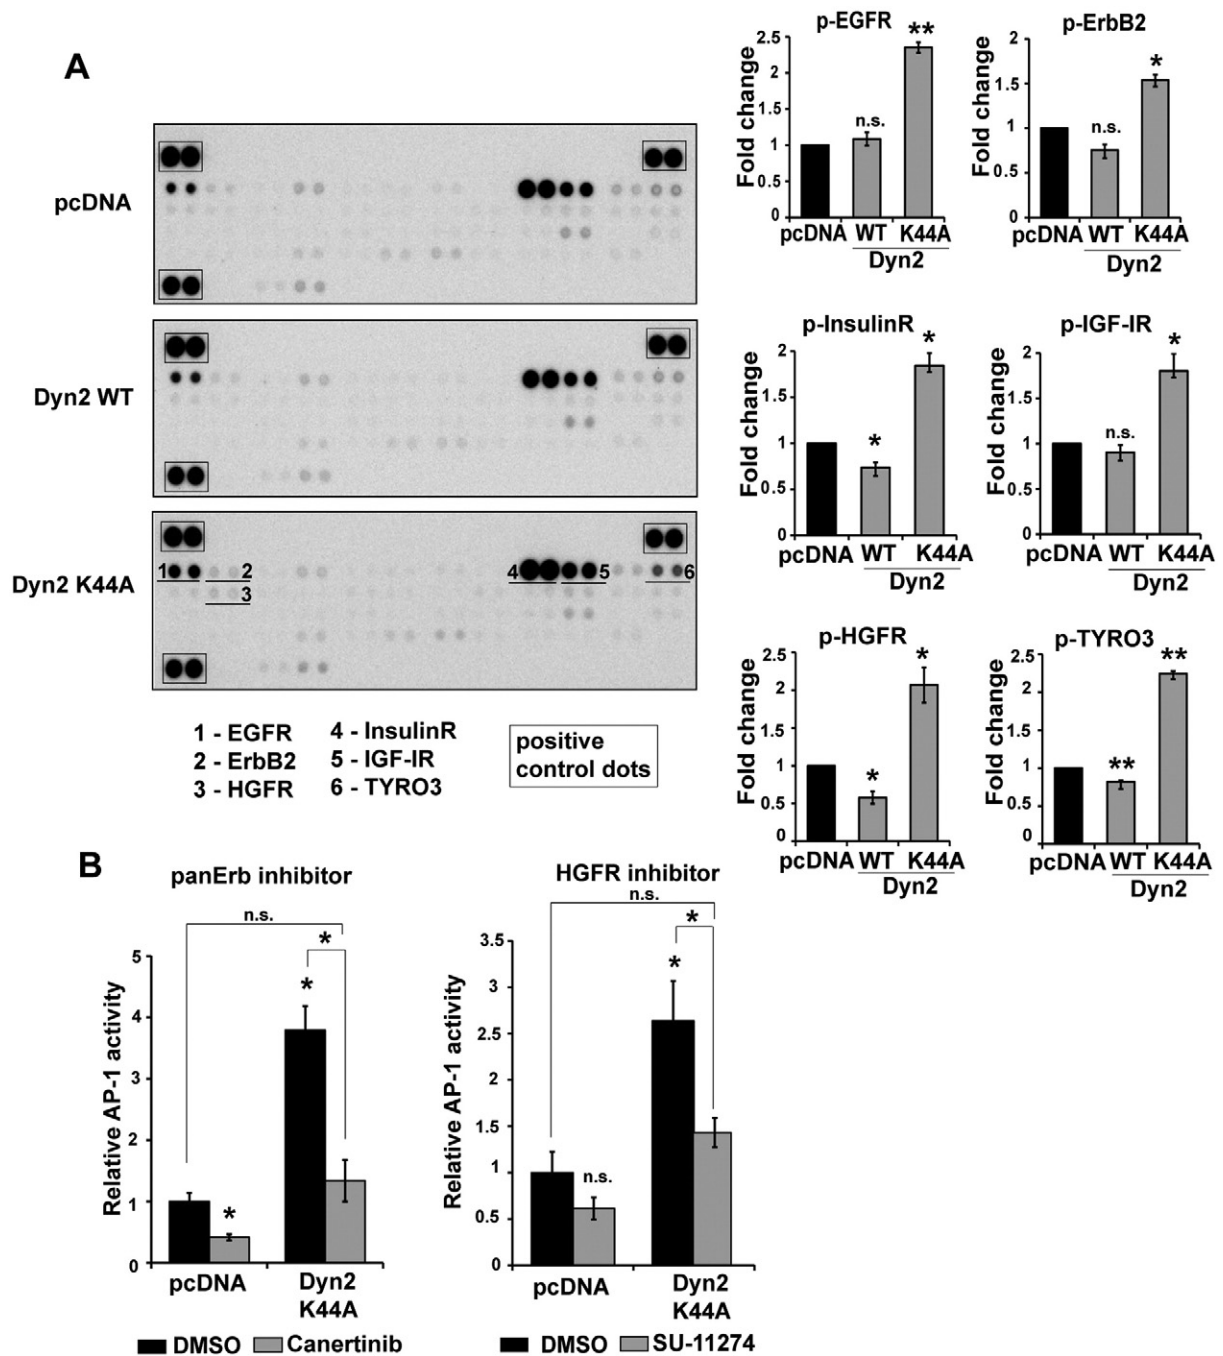 A
pcDNA
Dyn2 WT
Dyn2 K44A
1
2
3
4
5
6
1 - EGFR
2 - ErbB2
3 - HGFR
4 - InsulinR
5 - IGF-IR
6 - TYRO3
positive
control dots
p-EGFR
Fold change
2.5
2
1.5
1
0.5
0
n.s.
**
pcDNA WT K44A
Dyn2
p-ErbB2
Fold change
2
1.5
1
0.5
0
n.s.
*
pcDNA WT K44A
Dyn2
p-InsulinR
Fold change
2
1.5
1
0.5
0
*
*
pcDNA WT K44A
Dyn2
p-IGF-IR
Fold change
2
1.5
1
0.5
0
n.s.
*
pcDNA WT K44A
Dyn2
p-HGFR
Fold change
2.5
2
1.5
1
0.5
0
*
*
pcDNA WT K44A
Dyn2
p-TYRO3
Fold change
2.5
2
1.5
1
0.5
0
**
**
pcDNA WT K44A
Dyn2
B
panErb inhibitor
n.s.
*
*
*
Relative AP-1 activity
5
4
3
2
1
0
pcDNA
Dyn2
K44A
DMSO Canertinib
HGFR inhibitor
n.s.
*
*
n.s.
Relative AP-1 activity
3.5
3
2.5
2
1.5
1
0.5
0
pcDNA
Dyn2
K44A
DMSO SU-11274